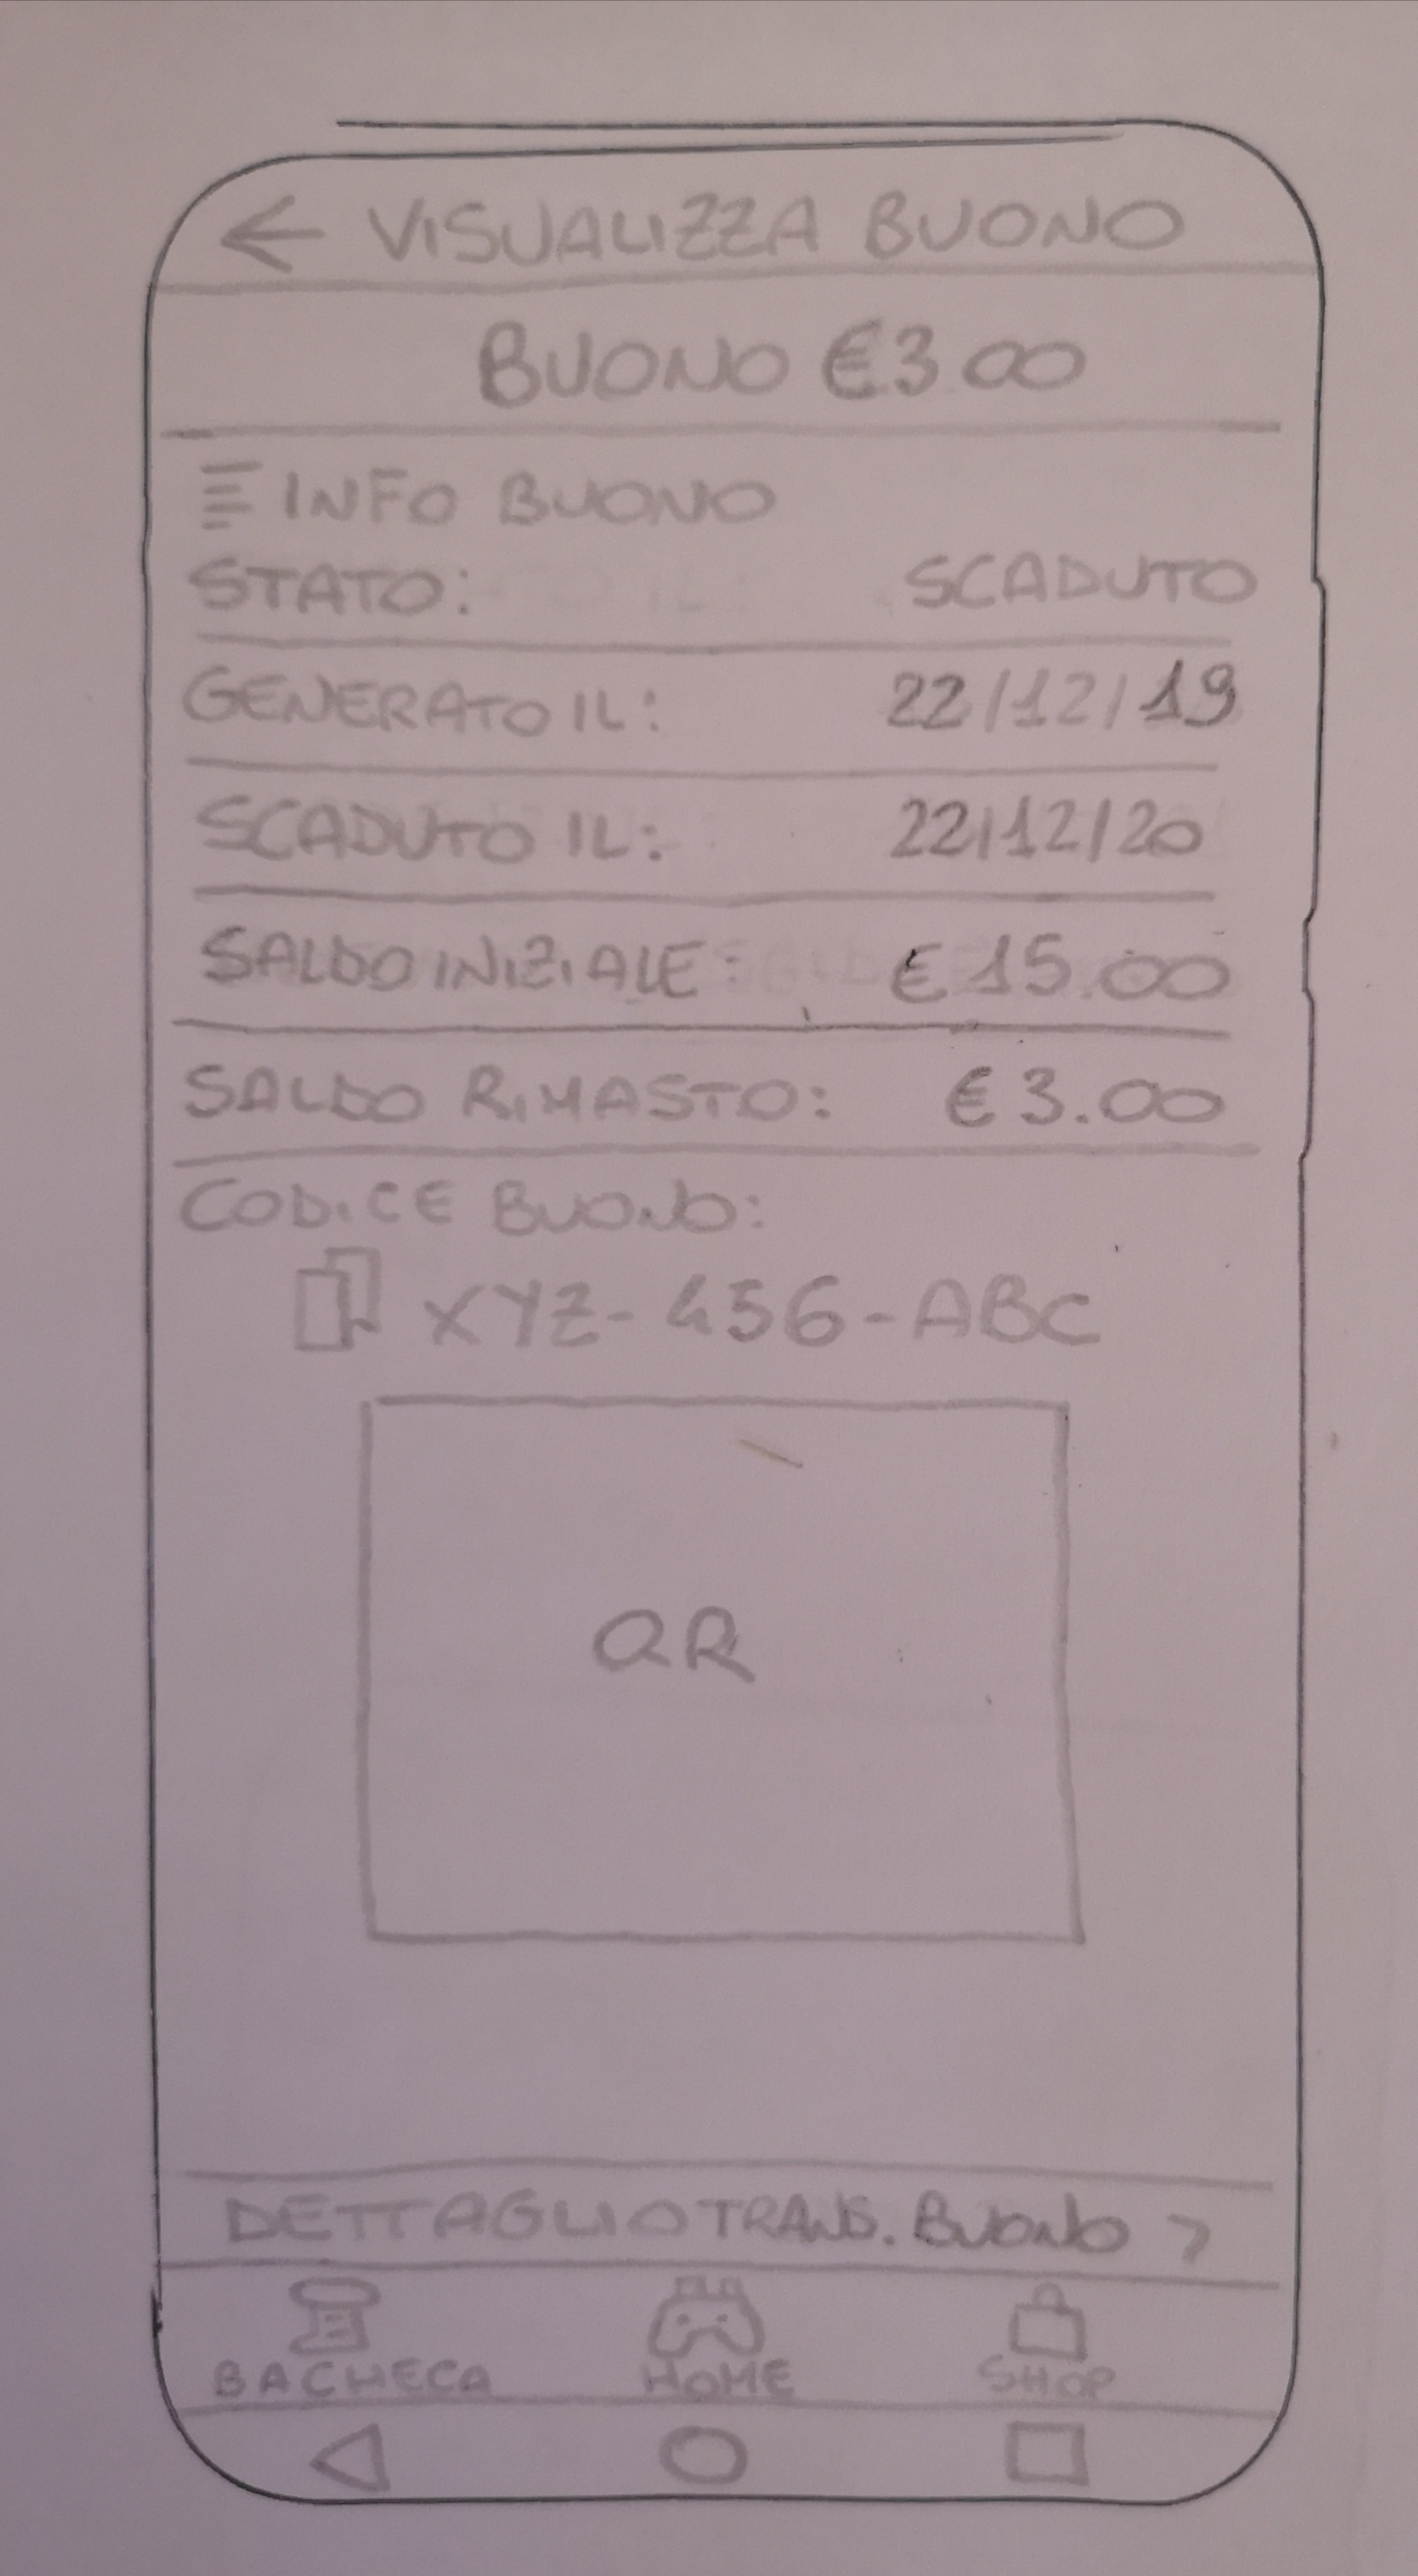 ← VISUALIZZA BUONO
BUONO €3 00
INFO BUONO
STATO: SCADUTO
GENERATO IL: 22/12/19
SCADUTO IL: 22/12/20
SALDO INIZIALE: € 15.00
SALDO RIMASTO: € 3.00
CODICE BUONO:
XYZ-456-ABC
QR
DETTAGLIO TRANS. BUONO >
BACHECA HOME SHOP